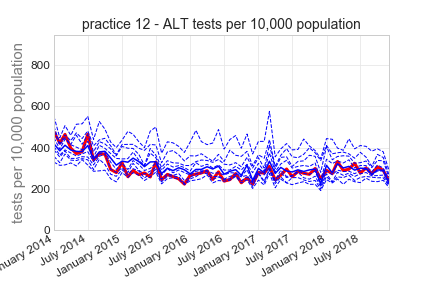 practice 12 - ALT tests per 10,000 population
tests per 10,000 population
800
600
400
200
0
nuary 2014
July 2014
January 2015
July 2015
January 2016
July 2016
January 2017
July 2017
January 2018
July 2018